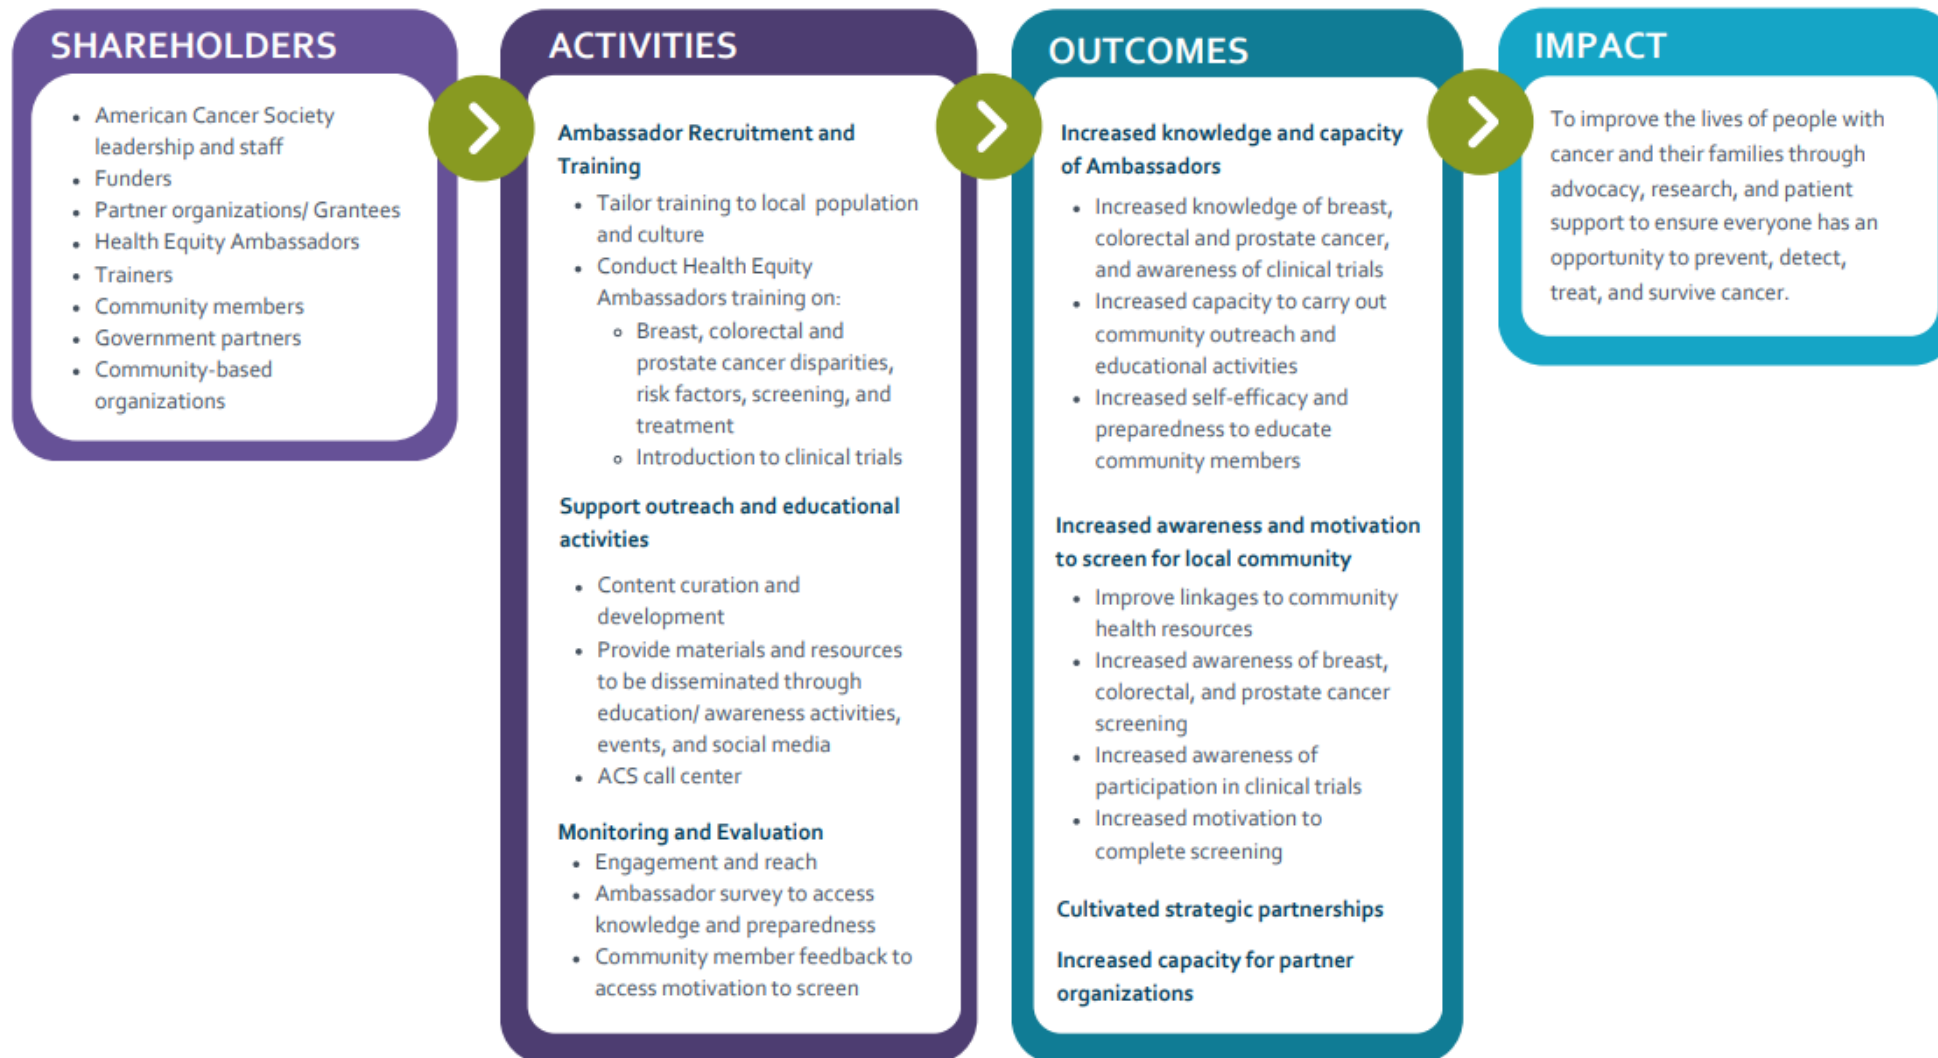 SHAREHOLDERS
• American Cancer Society
leadership and staff
• Funders
• Partner organizations/ Grantees
• Health Equity Ambassadors
• Trainers
• Community members
• Government partners
• Community-based
organizations
ACTIVITIES
Ambassador Recruitment and
Training
• Tailor training to local population
and culture
• Conduct Health Equity
Ambassadors training on:
◦ Breast, colorectal and
prostate cancer disparities,
risk factors, screening, and
treatment
◦ Introduction to clinical trials
Support outreach and educational
activities
• Content curation and
development
• Provide materials and resources
to be disseminated through
education/ awareness activities,
events, and social media
• ACS call center
Monitoring and Evaluation
• Engagement and reach
• Ambassador survey to access
knowledge and preparedness
• Community member feedback to
access motivation to screen
OUTCOMES
Increased knowledge and capacity
of Ambassadors
• Increased knowledge of breast,
colorectal and prostate cancer,
and awareness of clinical trials
• Increased capacity to carry out
community outreach and
educational activities
• Increased self-efficacy and
preparedness to educate
community members
Increased awareness and motivation
to screen for local community
• Improve linkages to community
health resources
• Increased awareness of breast,
colorectal, and prostate cancer
screening
• Increased awareness of
participation in clinical trials
• Increased motivation to
complete screening
Cultivated strategic partnerships
Increased capacity for partner
organizations
IMPACT
To improve the lives of people with
cancer and their families through
advocacy, research, and patient
support to ensure everyone has an
opportunity to prevent, detect,
treat, and survive cancer.